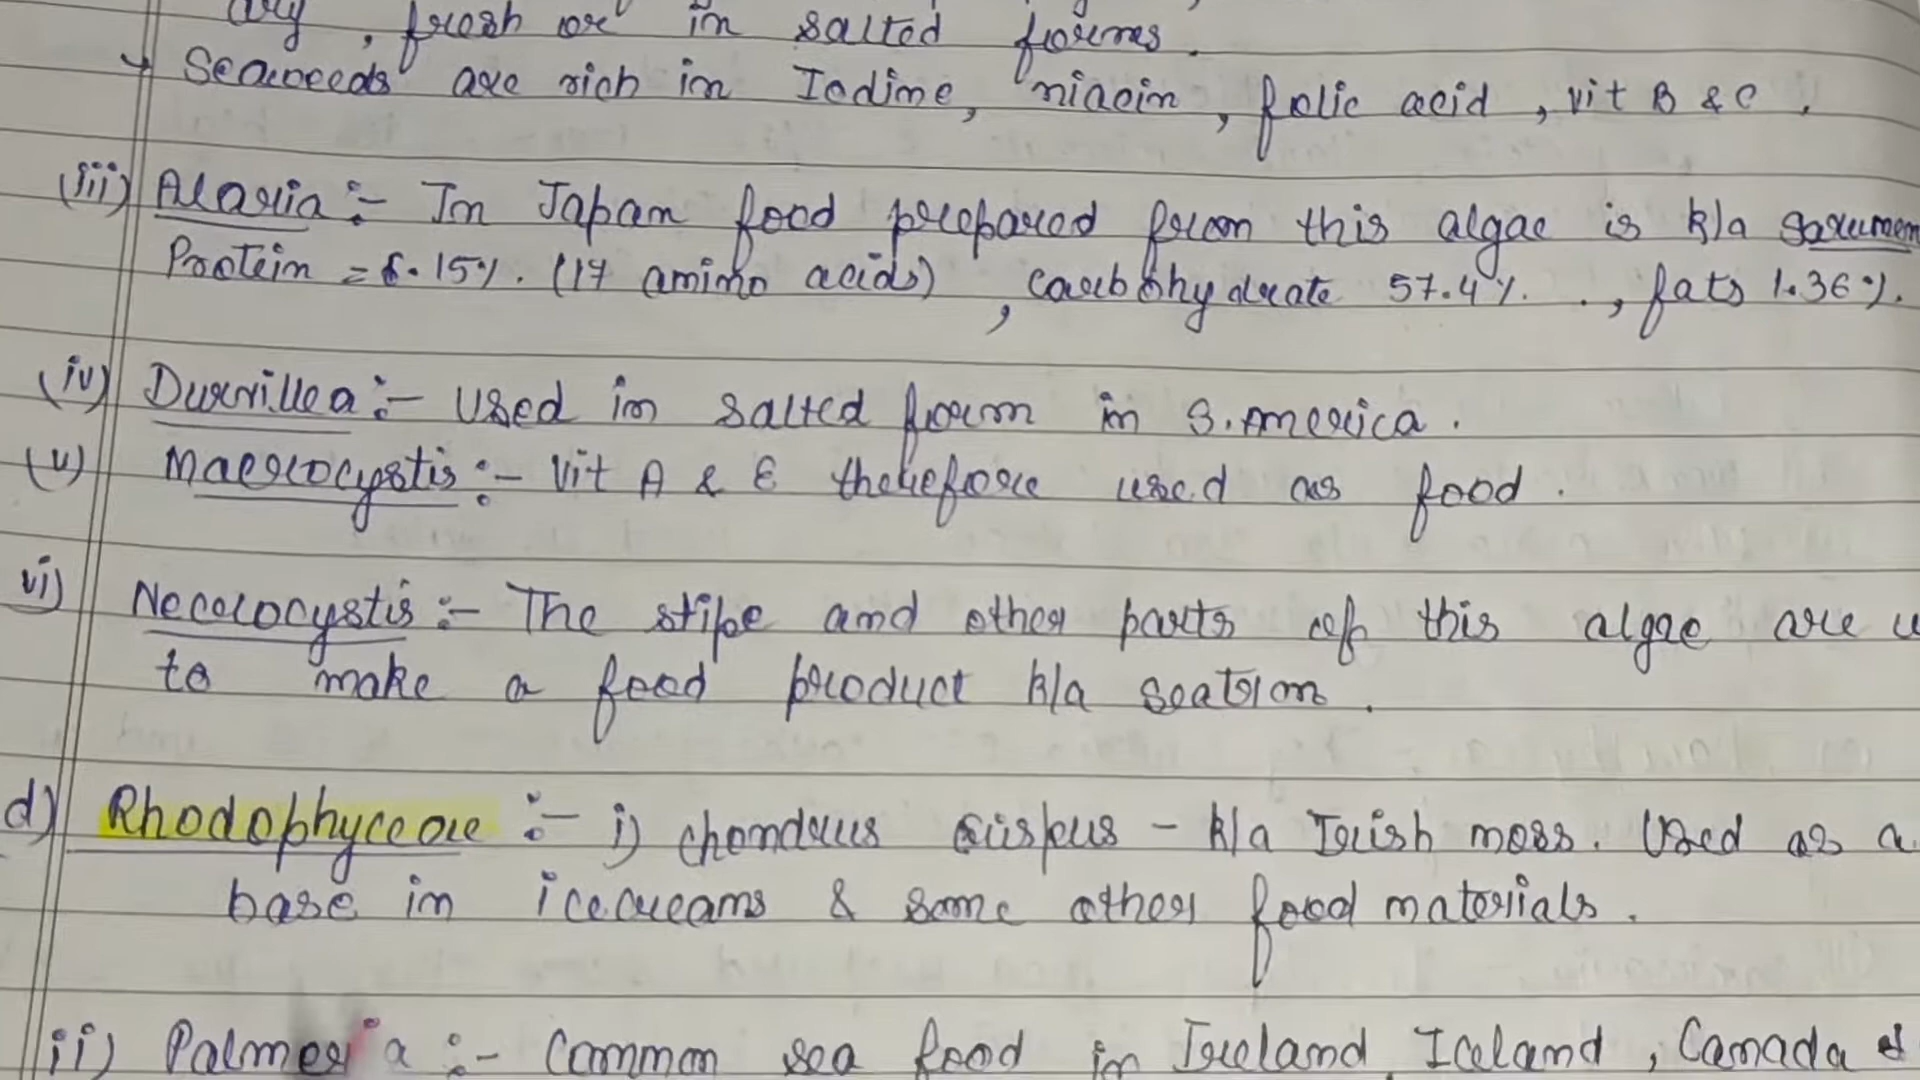 dry, fresh or in salted forms.
→ Seaweeds are rich in Iodine, niacin, folic acid, vit B & C.
(iii) Alaria :- In Japan food prepared from this algae is k/a Sarumen
Protein = 6.15%. (17 amino acids), Carbohydrate 57.4%., fats 1.36%.
(iv) Durvillea :- Used in salted form in S. America.
(v) Macrocystis :- Vit A & E therefore used as food.
vi) Neocerocystis :- The stipe and other parts of this algae are u
to make a food product k/a seatron.
d) Rhodophyceae :- i) chondrus crispus - k/a Irish moss. Used as a
base in icecreams & some other food materials.
ii) Palmeria :- Common sea food in Ireland, Iceland, Canada &